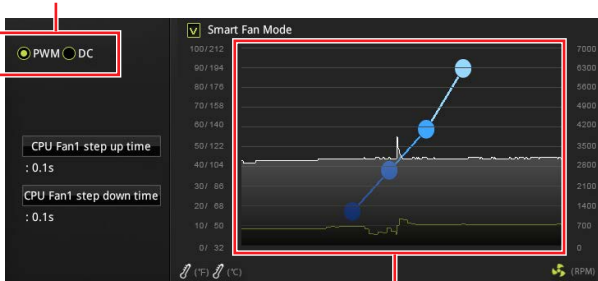 V Smart Fan Mode
PWM DC
100/212 7000
90/194 6300
80/176 5600
70/158 4900
60/140 4200
CPU Fan1 step up time 50/122 3500
: 0.1s 40/104 2800
CPU Fan1 step down time 30/ 86 2100
: 0.1s 20/ 68 1400
10/ 50 700
0/ 32 0
(°F) (°C) (RPM)